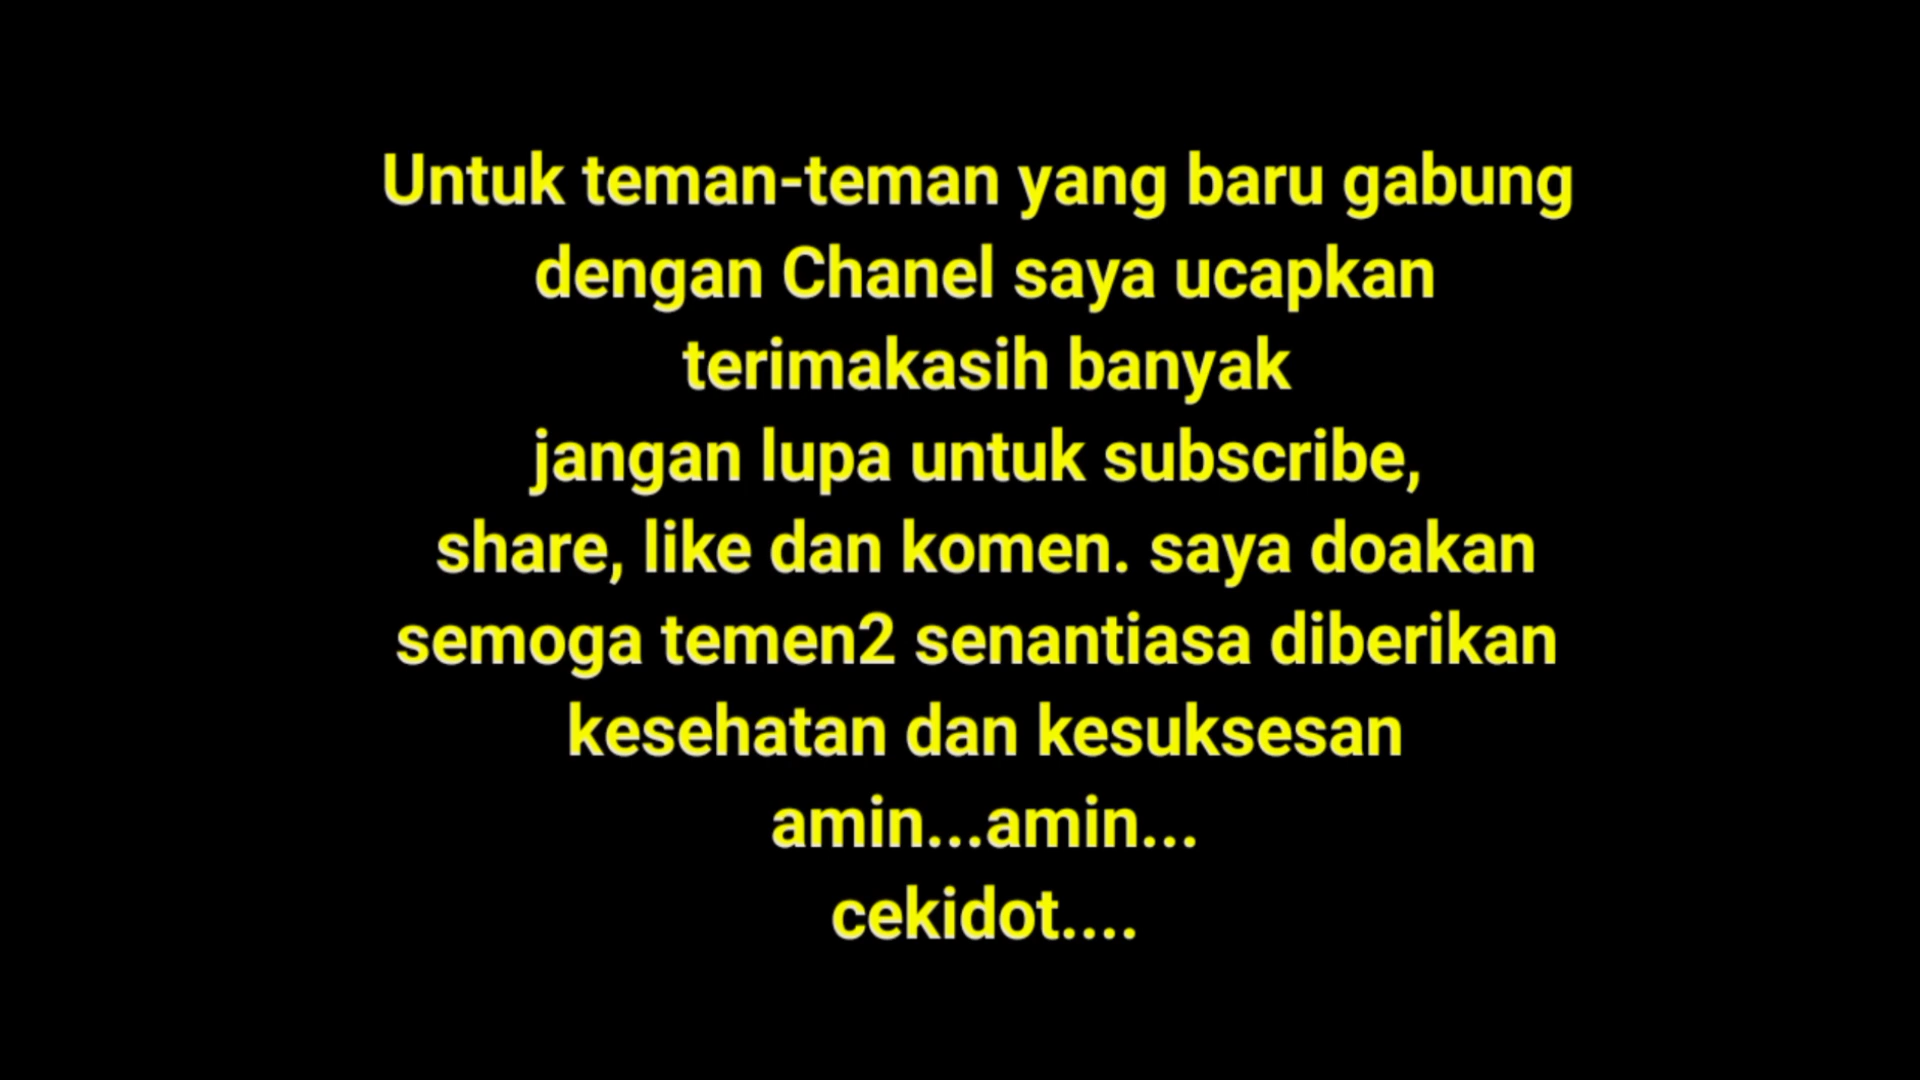 Untuk teman-teman yang baru gabung
dengan Chanel saya ucapkan
terimakasih banyak
jangan lupa untuk subscribe,
share, like dan komen. saya doakan
semoga temen2 senantiasa diberikan
kesehatan dan kesuksesan
amin...amin...
cekidot....